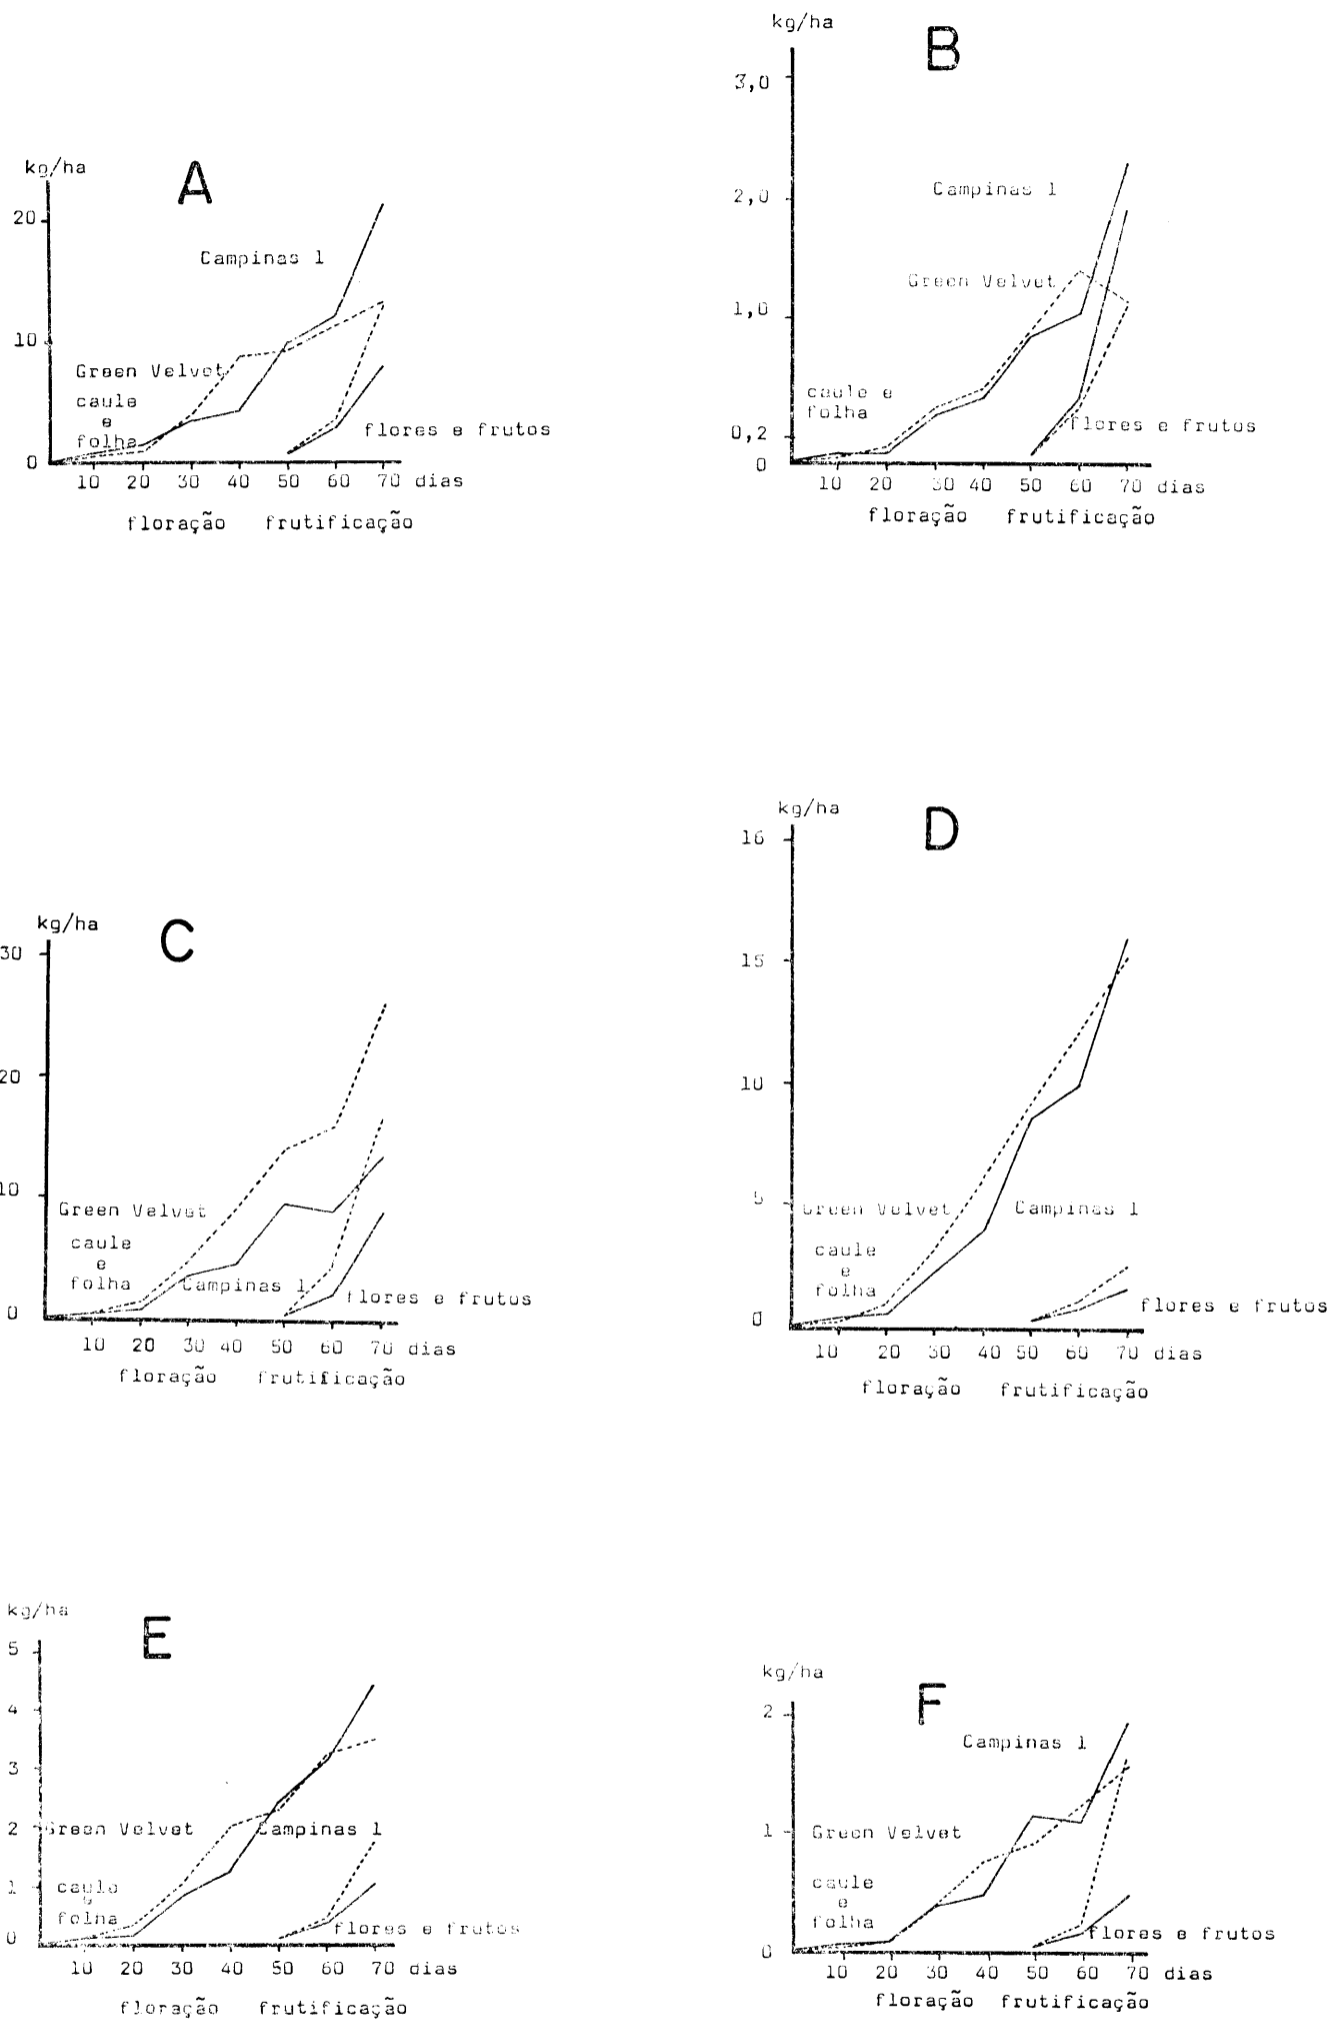 kg/ha
A
20
Campinas 1
10
Green Velvet
caule
e
folha
flores e frutos
0
10 20 30 40 50 60 70 dias
floração frutificação
kg/ha
B
3,0
2,0
Campinas 1
Green Velvet
1,0
caule e
folha
0,2
flores e frutos
0
10 20 30 40 50 60 70 dias
floração frutificação
kg/ha
C
30
20
10
Green Velvet
caule
e
folha
Campinas 1
flores e frutos
0
10 20 30 40 50 60 70 dias
floração frutificação
kg/ha
D
16
15
10
5
Green Velvet
Campinas 1
caule
e
folha
flores e frutos
0
10 20 30 40 50 60 70 dias
floração frutificação
kg/ha
E
5
4
3
2
Green Velvet
Campinas 1
1
caule
e
folha
flores e frutos
0
10 20 30 40 50 60 70 dias
floração frutificação
kg/ha
F
2
Campinas 1
1
Green Velvet
caule
e
folha
flores e frutos
0
10 20 30 40 50 60 70 dias
floração frutificação